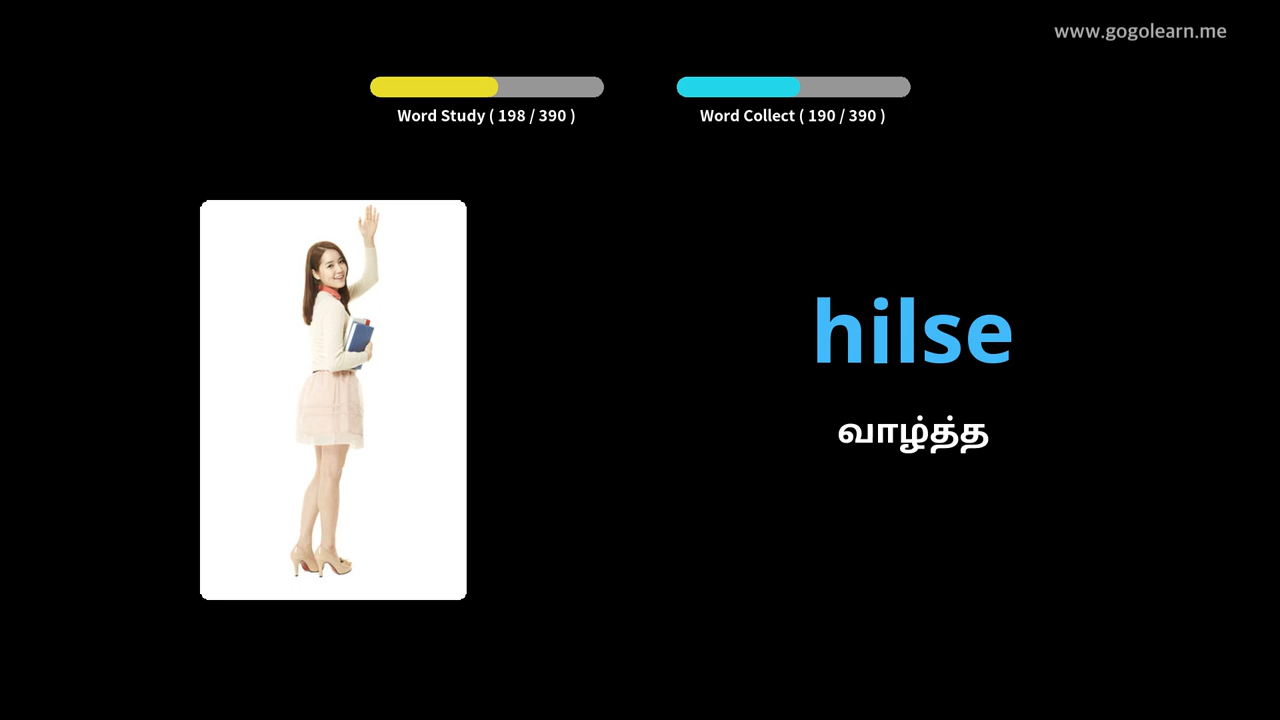 www.gogolearn.me
Word Study ( 198 / 390 )
Word Collect ( 190 / 390 )
hilse
வாழ்த்த